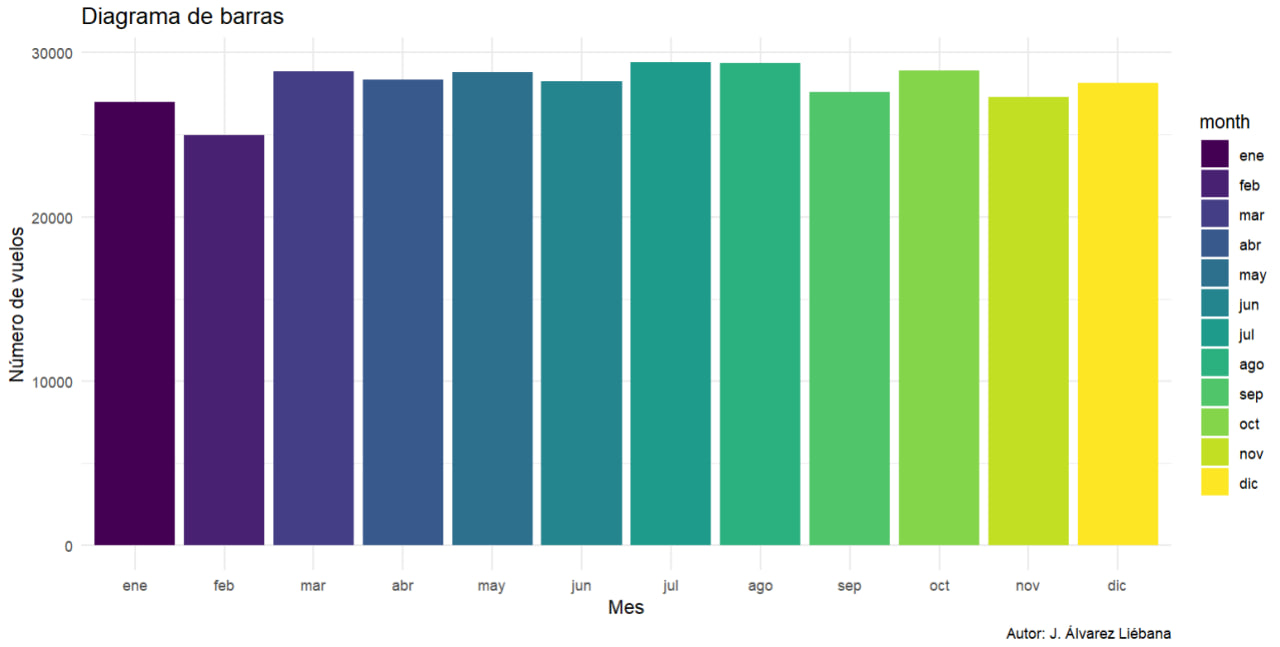 Diagrama de barras
30000
20000
10000
0
Número de vuelos
ene feb mar abr may jun jul ago sep oct nov dic
Mes
month
ene
feb
mar
abr
may
jun
jul
ago
sep
oct
nov
dic
Autor: J. Álvarez Liébana